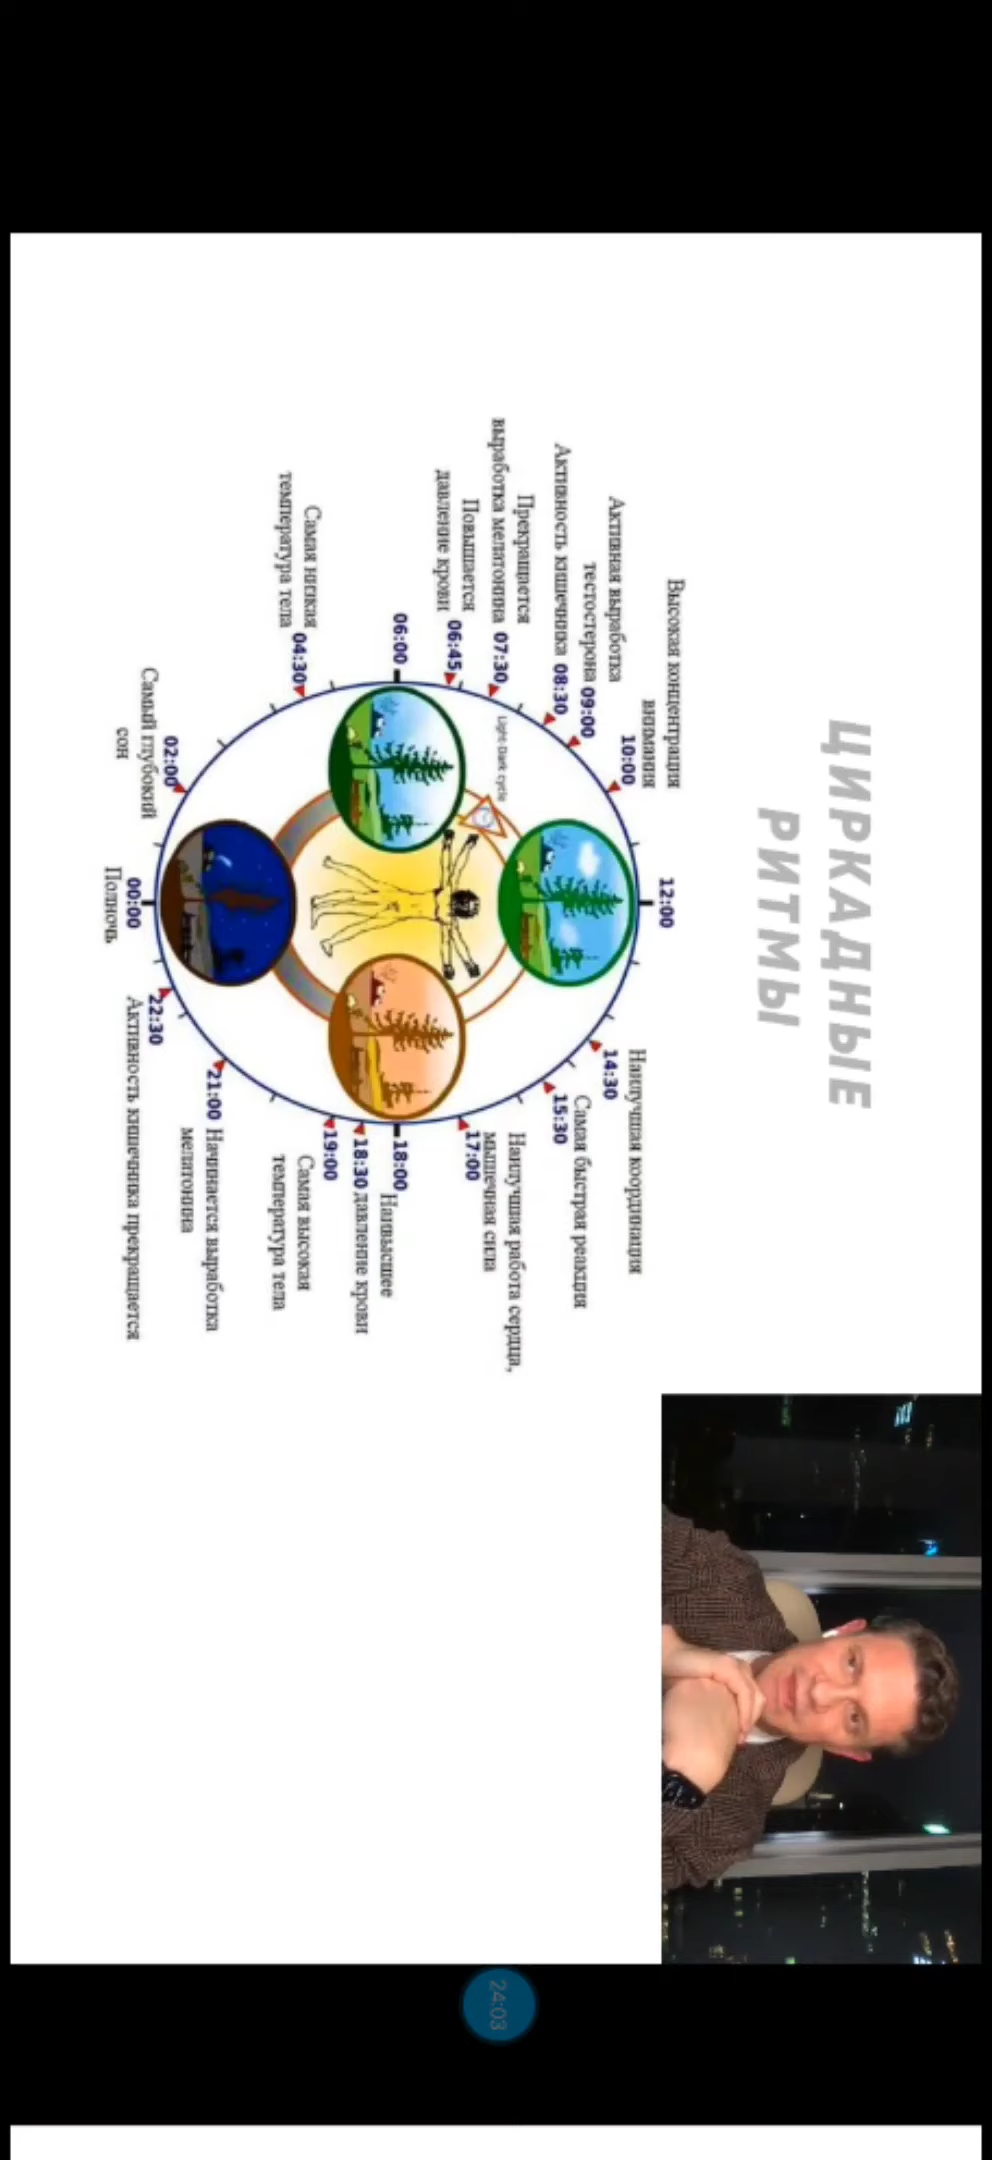 ЦИРКАДНЫЕ
РИТМЫ
12:00
Высокая концентрация
внимания
10:00
Активная выработка
тестостерона 09:00
Активность кишечника 08:30
Прекращается
выработка мелатонина 07:30
Повышается
давление крови 06:45
06:00
Самая низкая
температура тела 04:30
02:00
Самый глубокий
сон
00:00
Полночь
Наилучшая координация
14:30
Самая быстрая реакция
15:30
Наилучшая работа сердца,
мышечная сила
17:00
18:00
Наивысшее
18:30 давление крови
19:00
Самая высокая
температура тела
21:00 Начинается выработка
мелатонина
22:30
Активность кишечника прекращается
Light Dark cycle
24:03